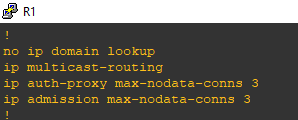 R1
!
no ip domain lookup
ip multicast-routing
ip auth-proxy max-nodata-conns 3
ip admission max-nodata-conns 3
!